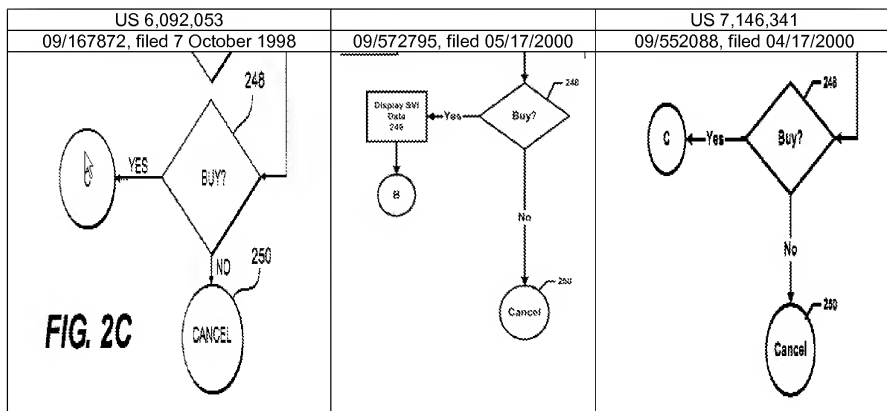 US 6,092,053
US 7,146,341
09/167872, filed 7 October 1998
09/572795, filed 05/17/2000
09/552088, filed 04/17/2000
248
YES
BUY?
NO
250
CANCEL
FIG. 2C
248
Display SVI
Data
Yes
Buy?
B
No
Cancel
248
C
Yes
Buy?
No
250
Cancel